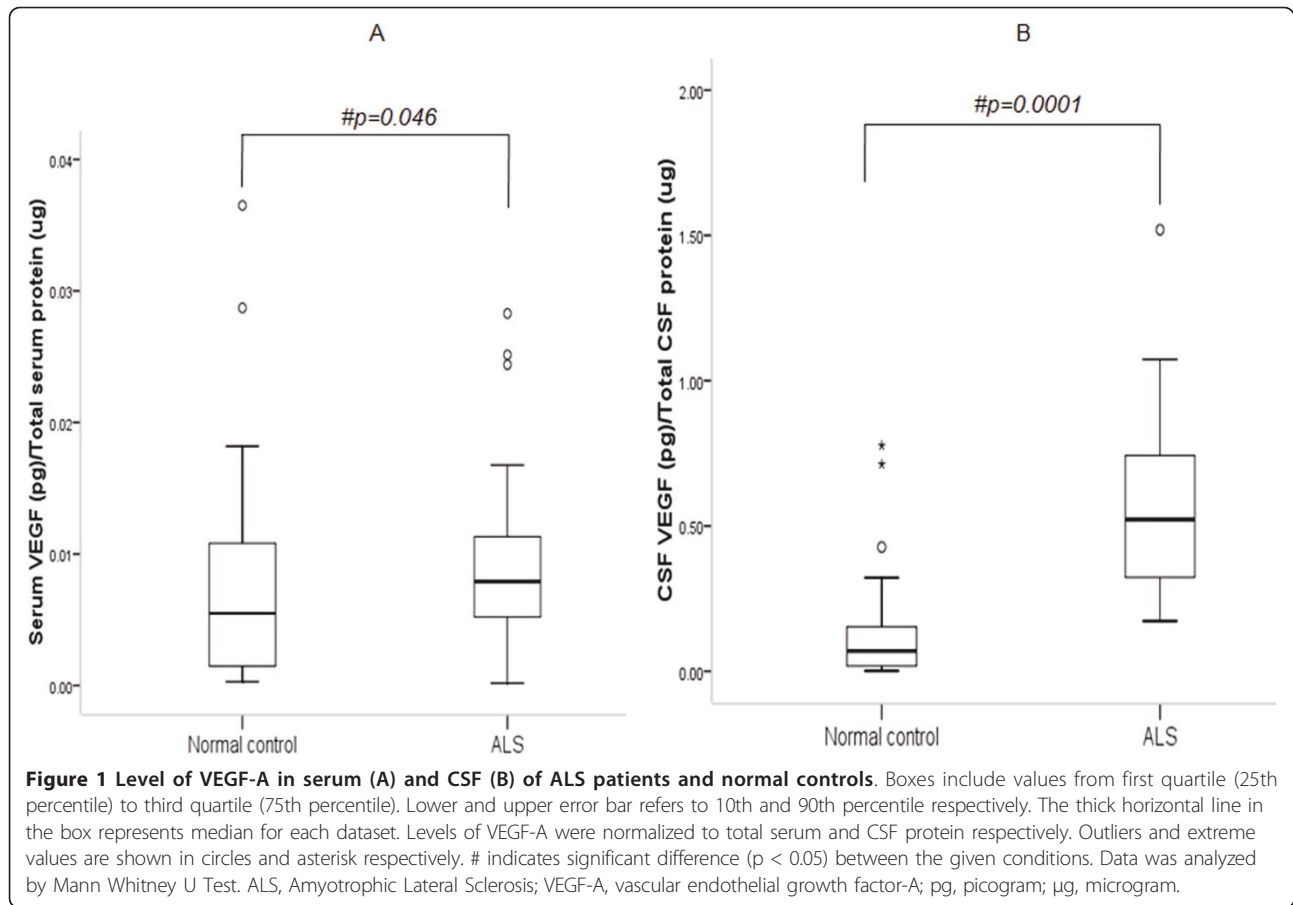 A
B
#p=0.046
#p=0.0001
Serum VEGF (pg)/Total serum protein (ug)
0.04
0.03
0.02
0.01
0.00
Normal control
ALS
CSF VEGF (pg)/Total CSF protein (ug)
2.00
1.50
1.00
0.50
0.00
Normal control
ALS
Figure 1 Level of VEGF-A in serum (A) and CSF (B) of ALS patients and normal controls. Boxes include values from first quartile (25th
percentile) to third quartile (75th percentile). Lower and upper error bar refers to 10th and 90th percentile respectively. The thick horizontal line in
the box represents median for each dataset. Levels of VEGF-A were normalized to total serum and CSF protein respectively. Outliers and extreme
values are shown in circles and asterisk respectively. # indicates significant difference (p < 0.05) between the given conditions. Data was analyzed
by Mann Whitney U Test. ALS, Amyotrophic Lateral Sclerosis; VEGF-A, vascular endothelial growth factor-A; pg, picogram; μg, microgram.